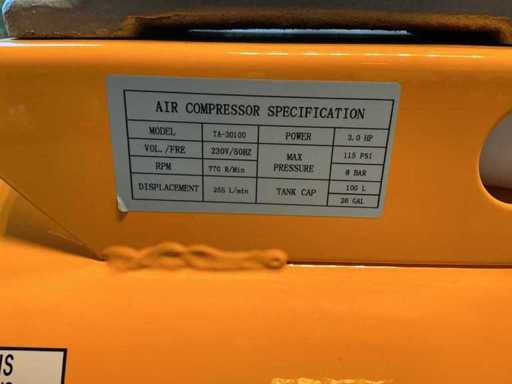 AIR COMPRESSOR SPECIFICATION
MODEL TA-30100 POWER 3.0 HP
VOL./FRE 230V/50HZ MAX PRESSURE 115 PSI
RPM 770 R/Min 8 BAR
DISPLACEMENT 255 L/min TANK CAP 100 L
26 GAL